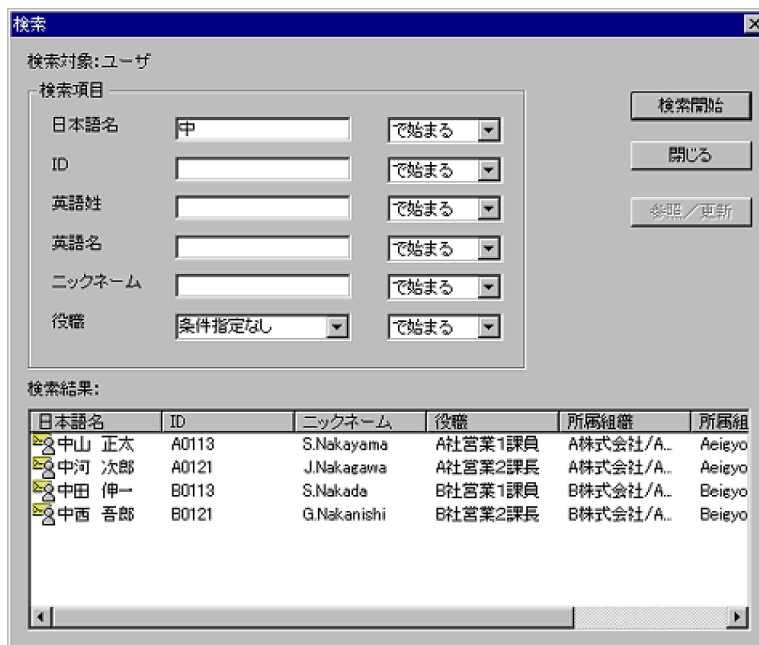 検索
検索対象:ユーザ
検索項目
日本語名 中 で始まる
ID で始まる
英語姓 で始まる
英語名 で始まる
ニックネーム で始まる
役職 条件指定なし で始まる
検索開始
閉じる
参照／更新
検索結果:
日本語名 ID ニックネーム 役職 所属組織 所属組
中山 正太 A0113 S.Nakayama A社営業1課員 A株式会社/A... Aeigyo
中河 次郎 A0121 J.Nakagawa A社営業2課長 A株式会社/A... Aeigyo
中田 伸一 B0113 S.Nakada B社営業1課員 B株式会社/A... Beigyo
中西 吾郎 B0121 G.Nakanishi B社営業2課長 B株式会社/A... Beigyo